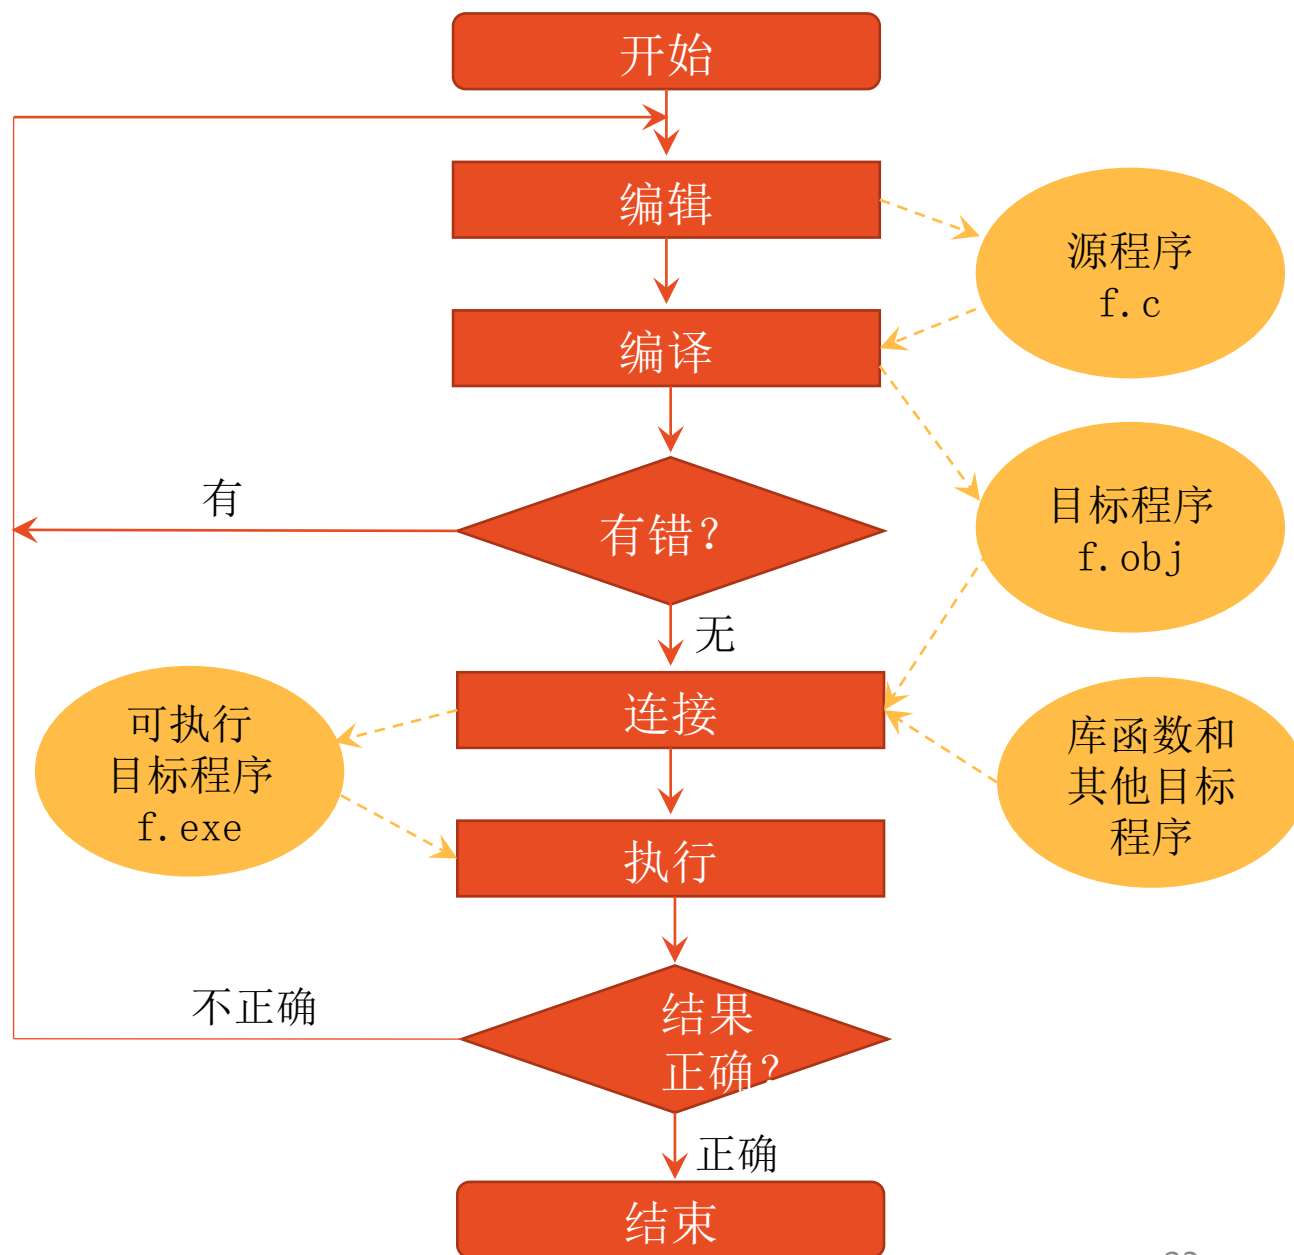 开始
编辑
源程序
f.c
编译
有
有错?
目标程序
f.obj
无
连接
可执行
目标程序
f.exe
库函数和
其他目标
程序
执行
不正确
结果
正确?
正确
结束